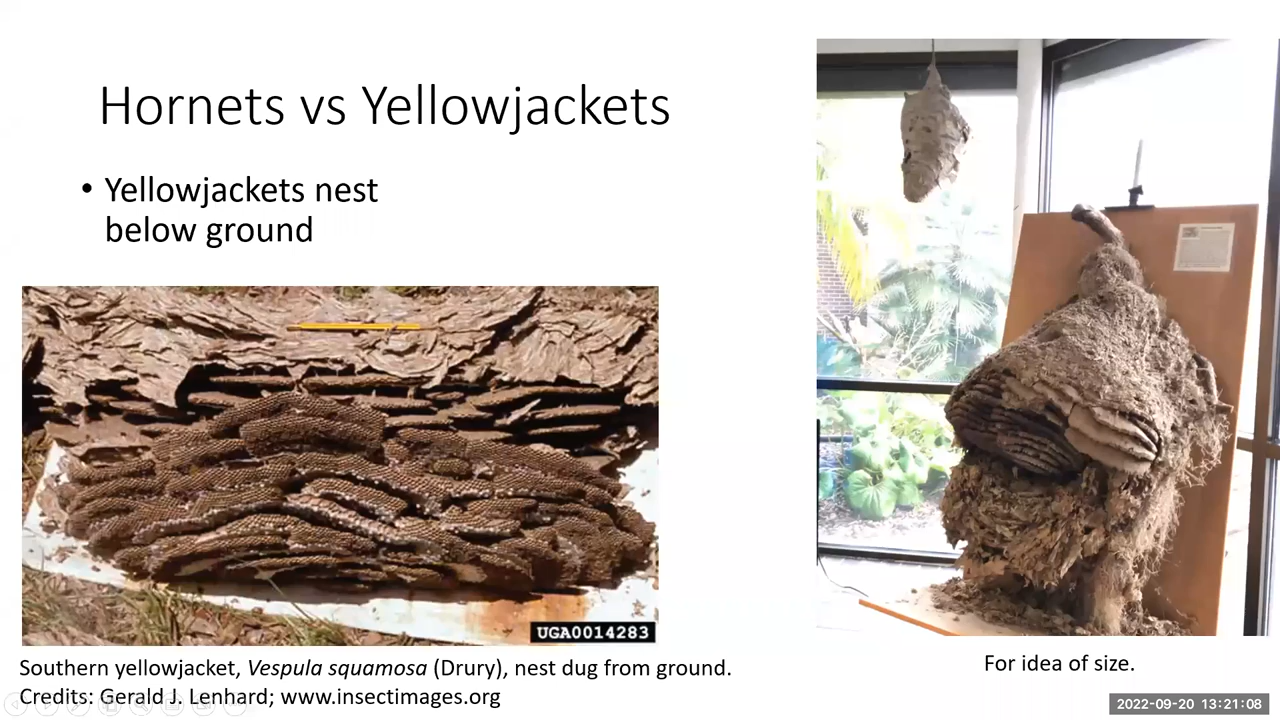 Hornets vs Yellowjackets
• Yellowjackets nest
below ground
UGA0014283
Southern yellowjacket, Vespula squamosa (Drury), nest dug from ground.
Credits: Gerald J. Lenhard; www.insectimages.org
For idea of size.
2022-09-20 13:21:08